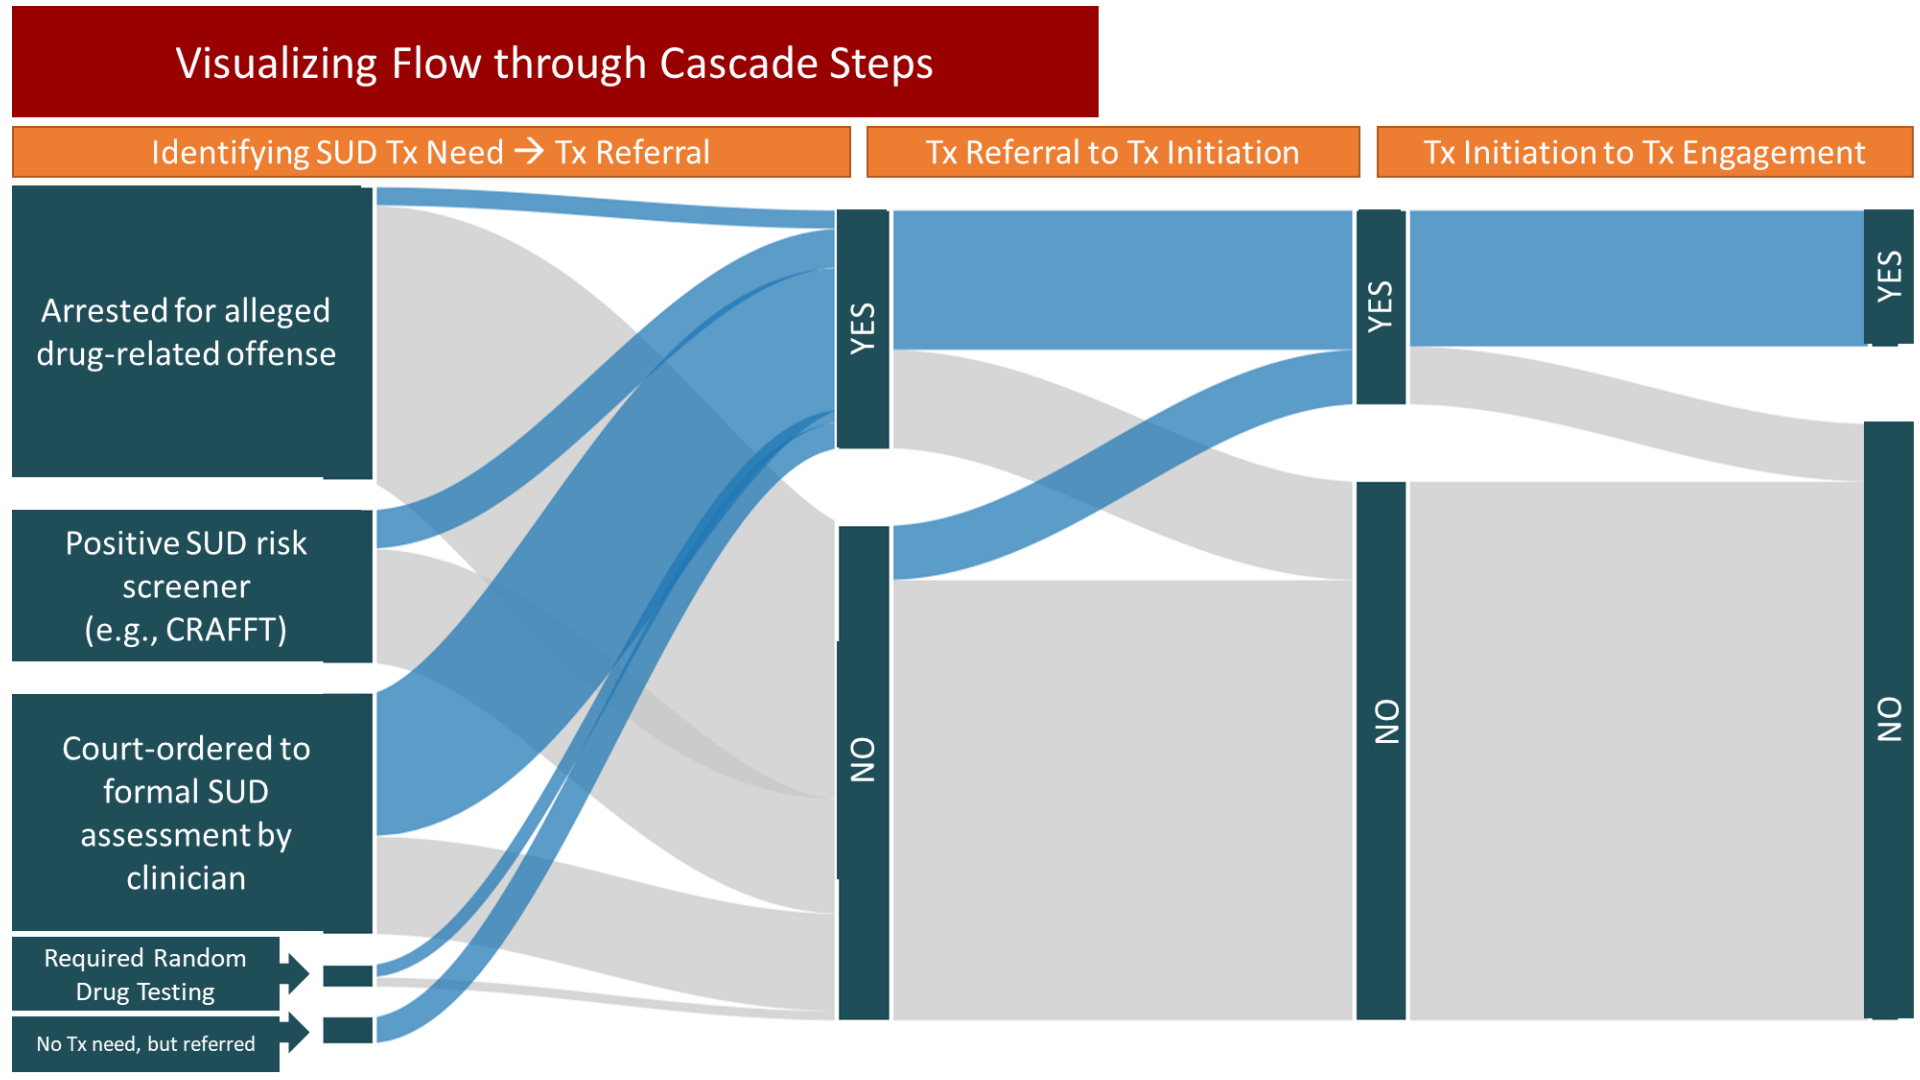 Visualizing Flow through Cascade Steps
Identifying SUD Tx Need → Tx Referral
Tx Referral to Tx Initiation
Tx Initiation to Tx Engagement
Arrested for alleged
drug-related offense
Positive SUD risk
screener
(e.g., CRAFFT)
Court-ordered to
formal SUD
assessment by
clinician
Required Random
Drug Testing
No Tx need, but referred
YES
NO
YES
NO
YES
NO